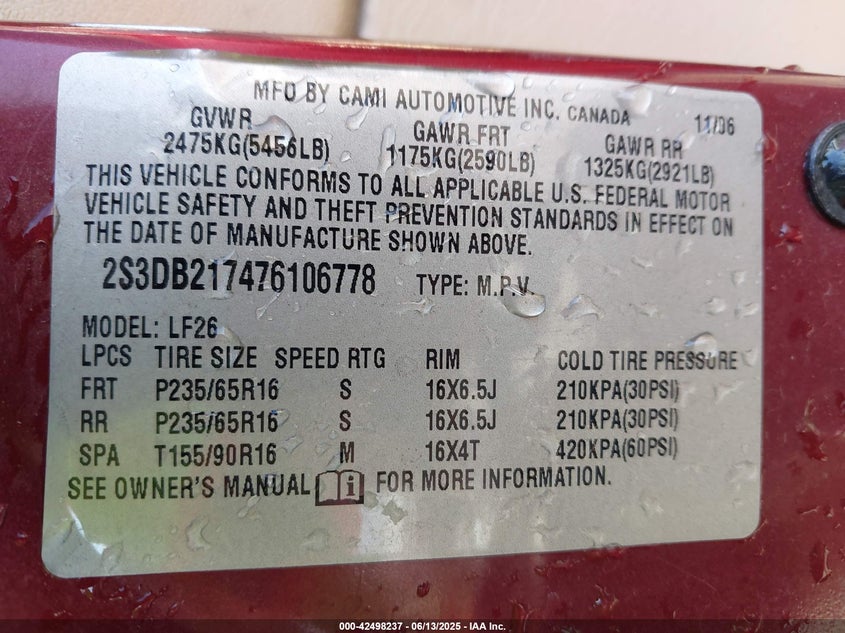 MFD BY CAMI AUTOMOTIVE INC. CANADA 11/06
GVWR GAWR FRT GAWR RR
2475KG(5456LB) 1175KG(2590LB) 1325KG(2921LB)
THIS VEHICLE CONFORMS TO ALL APPLICABLE U.S. FEDERAL MOTOR
VEHICLE SAFETY AND THEFT PREVENTION STANDARDS IN EFFECT ON
THE DATE OF MANUFACTURE SHOWN ABOVE.
2S3DB217476106778 TYPE: M.P.V.
MODEL: LF26
LPCS TIRE SIZE SPEED RTG RIM COLD TIRE PRESSURE
FRT P235/65R16 S 16X6.5J 210KPA(30PSI)
RR P235/65R16 S 16X6.5J 210KPA(30PSI)
SPA T155/90R16 M 16X4T 420KPA(60PSI)
SEE OWNER'S MANUAL i FOR MORE INFORMATION.
000-42498237 - 06/13/2025 - IAA Inc.